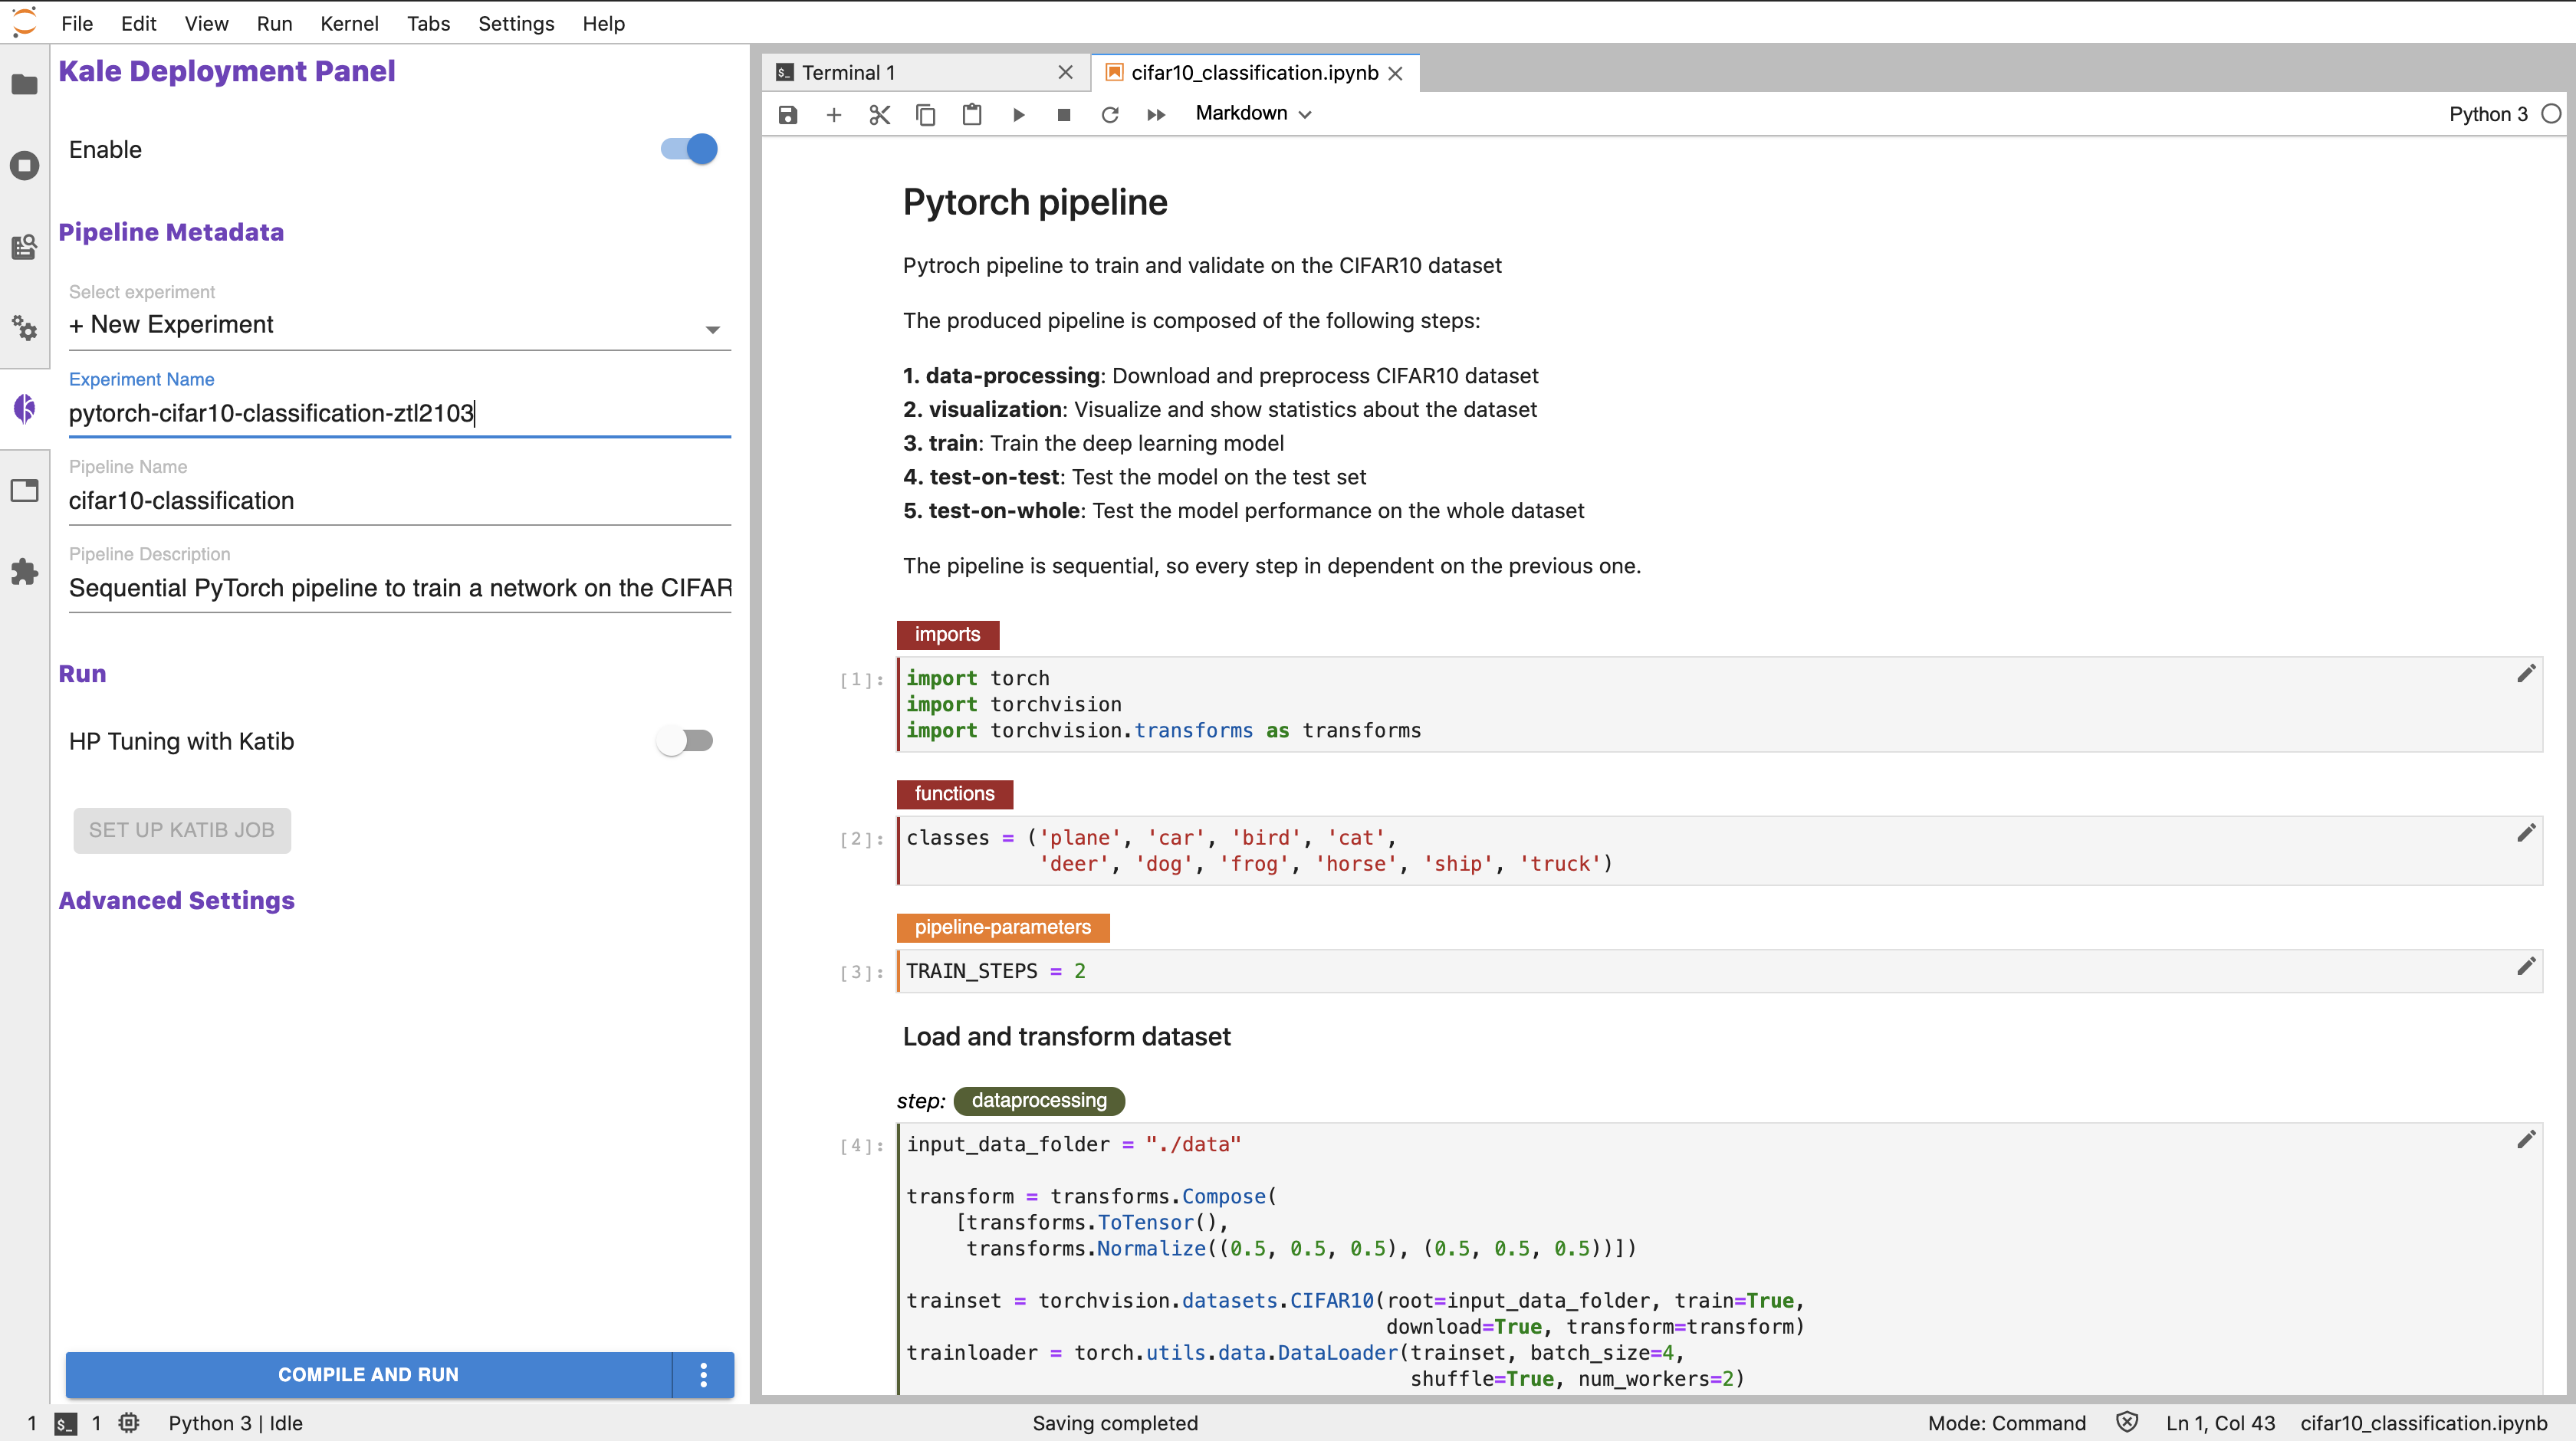 File Edit View Run Kernel Tabs Settings Help
Kale Deployment Panel
Enable
Pipeline Metadata
Select experiment
+ New Experiment
Experiment Name
pytorch-cifar10-classification-ztl2103
Pipeline Name
cifar10-classification
Pipeline Description
Sequential PyTorch pipeline to train a network on the CIFAR
Run
HP Tuning with Katib
SET UP KATIB JOB
Advanced Settings
COMPILE AND RUN
Terminal 1
cifar10_classification.ipynb
Markdown
Python 3
Pytorch pipeline
Pytroch pipeline to train and validate on the CIFAR10 dataset
The produced pipeline is composed of the following steps:
1. data-processing: Download and preprocess CIFAR10 dataset
2. visualization: Visualize and show statistics about the dataset
3. train: Train the deep learning model
4. test-on-test: Test the model on the test set
5. test-on-whole: Test the model performance on the whole dataset
The pipeline is sequential, so every step in dependent on the previous one.
imports
[1]:
import torch
import torchvision
import torchvision.transforms as transforms
functions
[2]:
classes = ('plane', 'car', 'bird', 'cat',
'deer', 'dog', 'frog', 'horse', 'ship', 'truck')
pipeline-parameters
[3]:
TRAIN_STEPS = 2
Load and transform dataset
step: dataprocessing
[4]:
input_data_folder = "./data"
transform = transforms.Compose(
[transforms.ToTensor(),
transforms.Normalize((0.5, 0.5, 0.5), (0.5, 0.5, 0.5))])
trainset = torchvision.datasets.CIFAR10(root=input_data_folder, train=True,
download=True, transform=transform)
trainloader = torch.utils.data.DataLoader(trainset, batch_size=4,
shuffle=True, num_workers=2)
1 $_ 1 Python 3 | Idle
Saving completed
Mode: Command
Ln 1, Col 43
cifar10_classification.ipynb